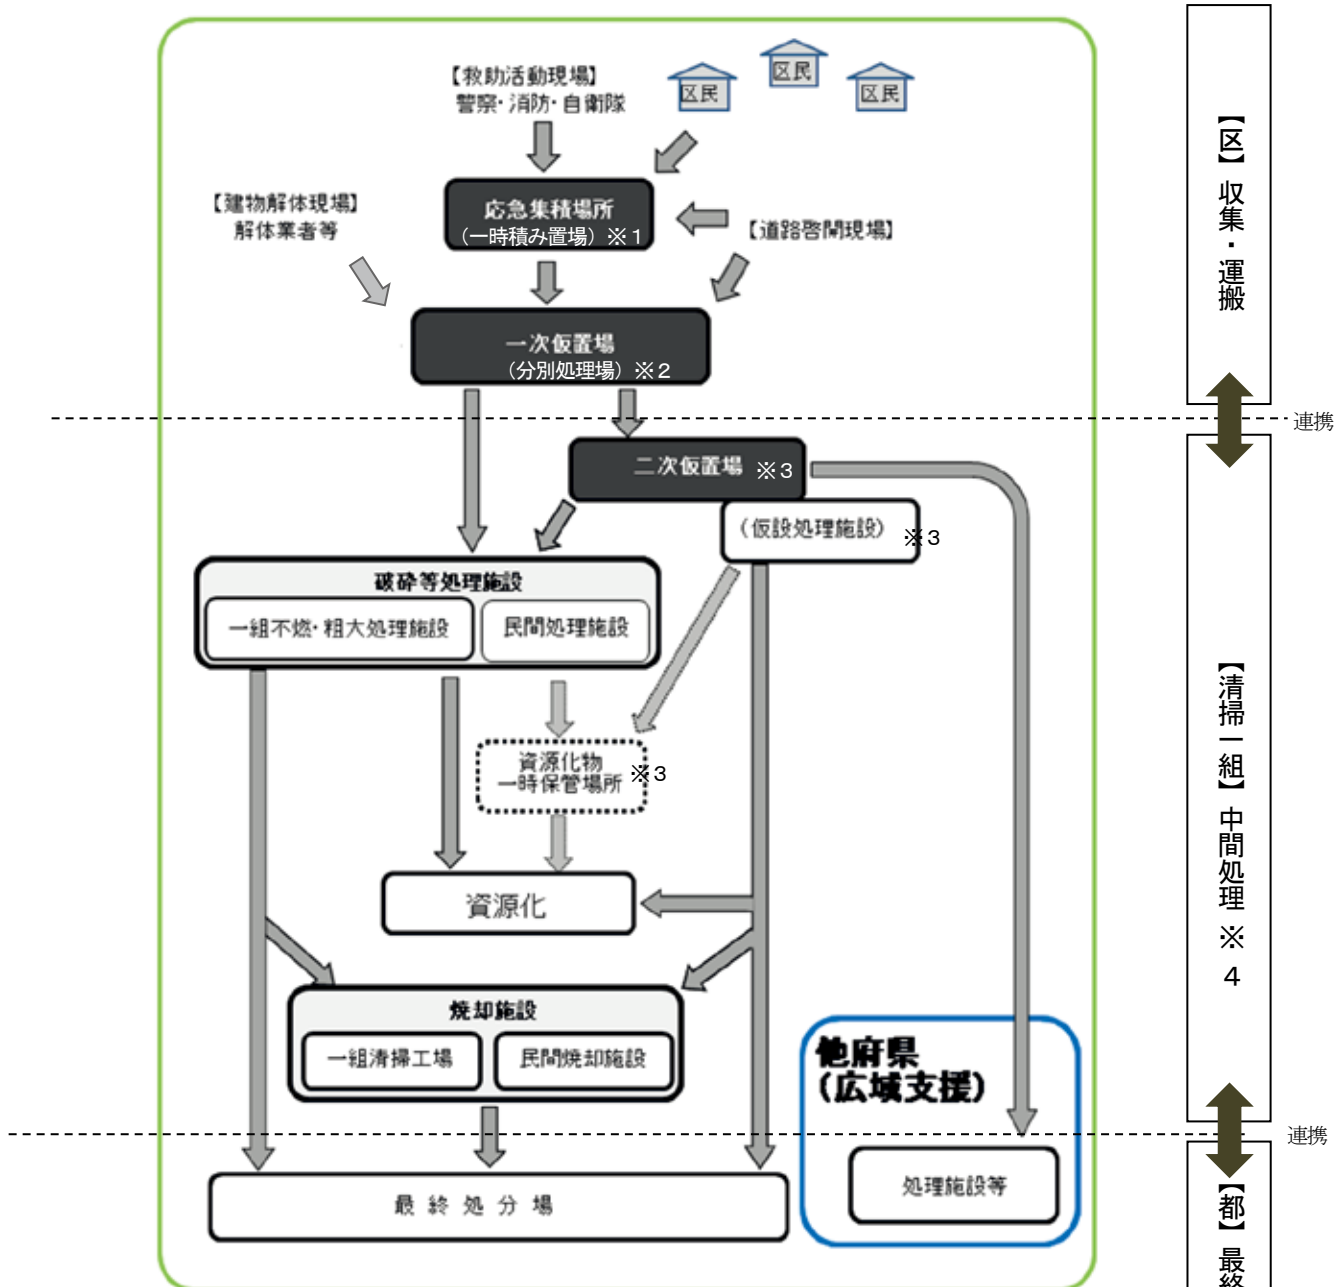 【救助活動現場】
警察・消防・自衛隊
区民
区民
区民
【建物解体現場】
解体業者等
応急集積場所
（一時積み置場）※１
【道路啓開現場】
一次仮置場
（分別処理場）※２
二次仮置場 ※３
（仮設処理施設） ※３
破砕等処理施設
一組不燃・粗大処理施設
民間処理施設
資源化物
一時保管場所 ※３
資源化
焼却施設
一組清掃工場
民間焼却施設
最終処分場
他府県
（広域支援）
処理施設等
【区】収集・運搬
連携
【清掃一組】中間処理※４
連携
【都】最終